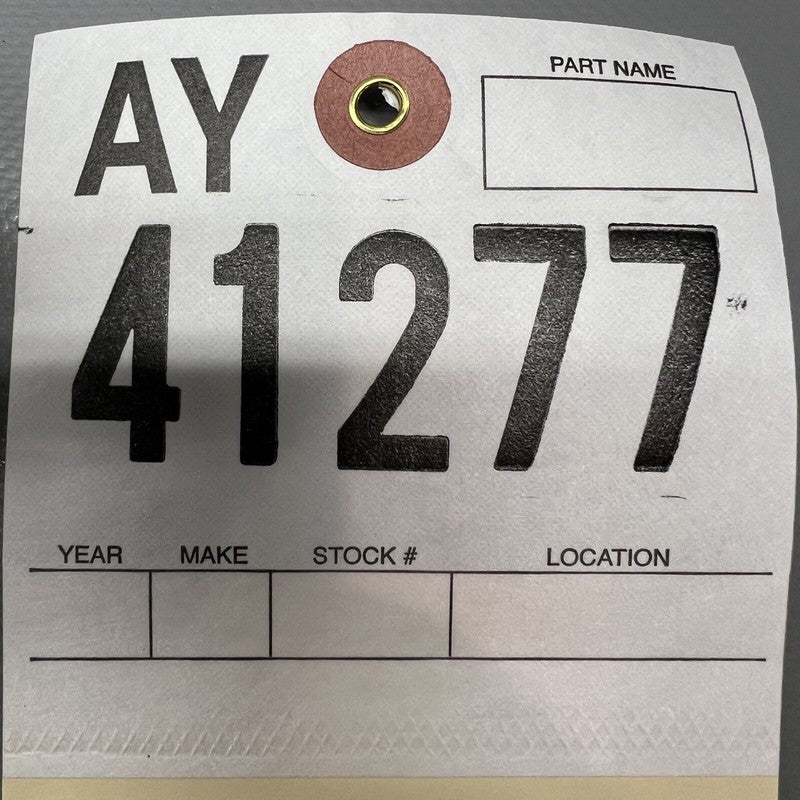 AY
PART NAME
41277
YEAR MAKE STOCK # LOCATION